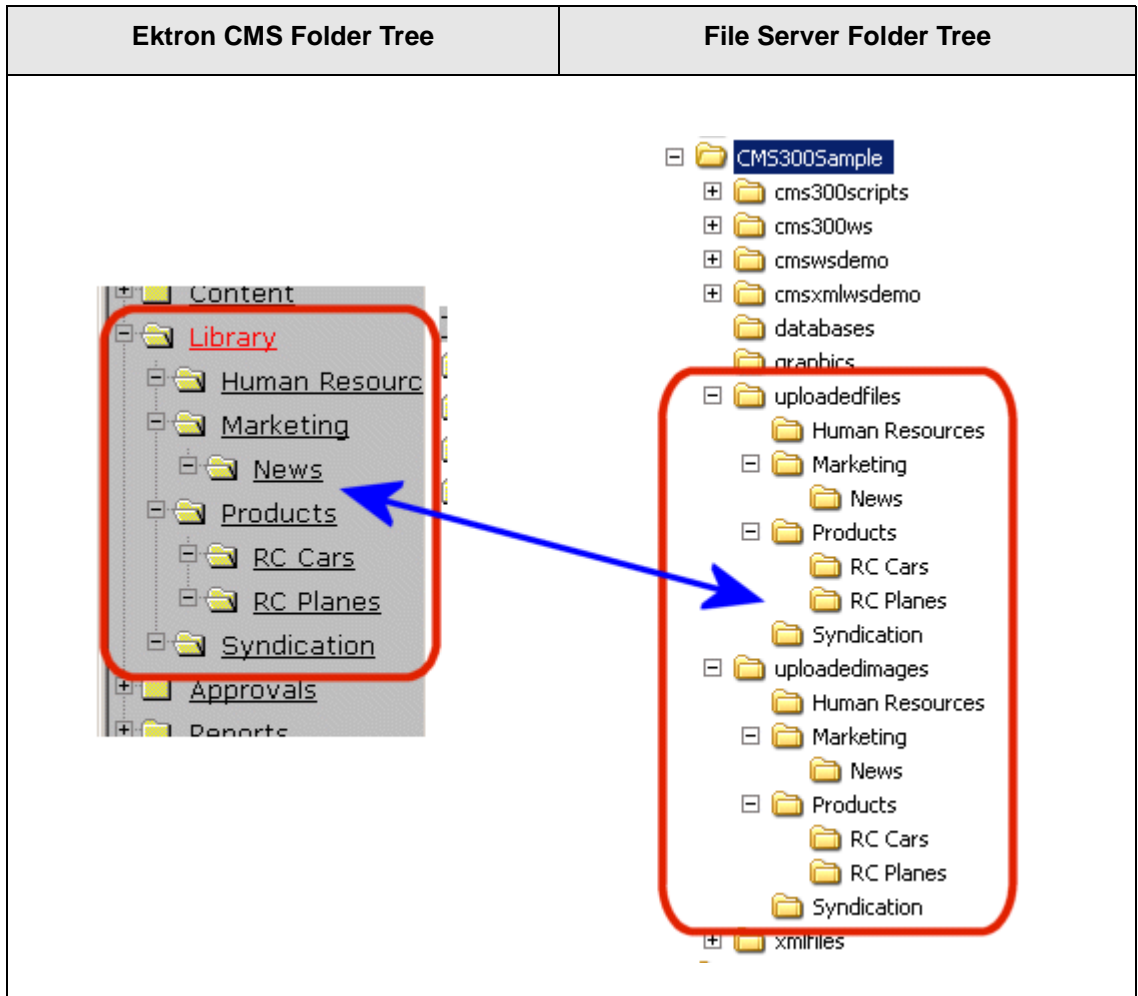 Ektron CMS Folder Tree
File Server Folder Tree
Content
Library
Human Resourc
Marketing
News
Products
RC Cars
RC Planes
Syndication
Approvals
Reports
CMS300Sample
cms300scripts
cms300ws
cmswsdemo
cmsxmlwsdemo
databases
graphics
uploadedfiles
Human Resources
Marketing
News
Products
RC Cars
RC Planes
Syndication
uploadedimages
Human Resources
Marketing
News
Products
RC Cars
RC Planes
Syndication
xmlfiles